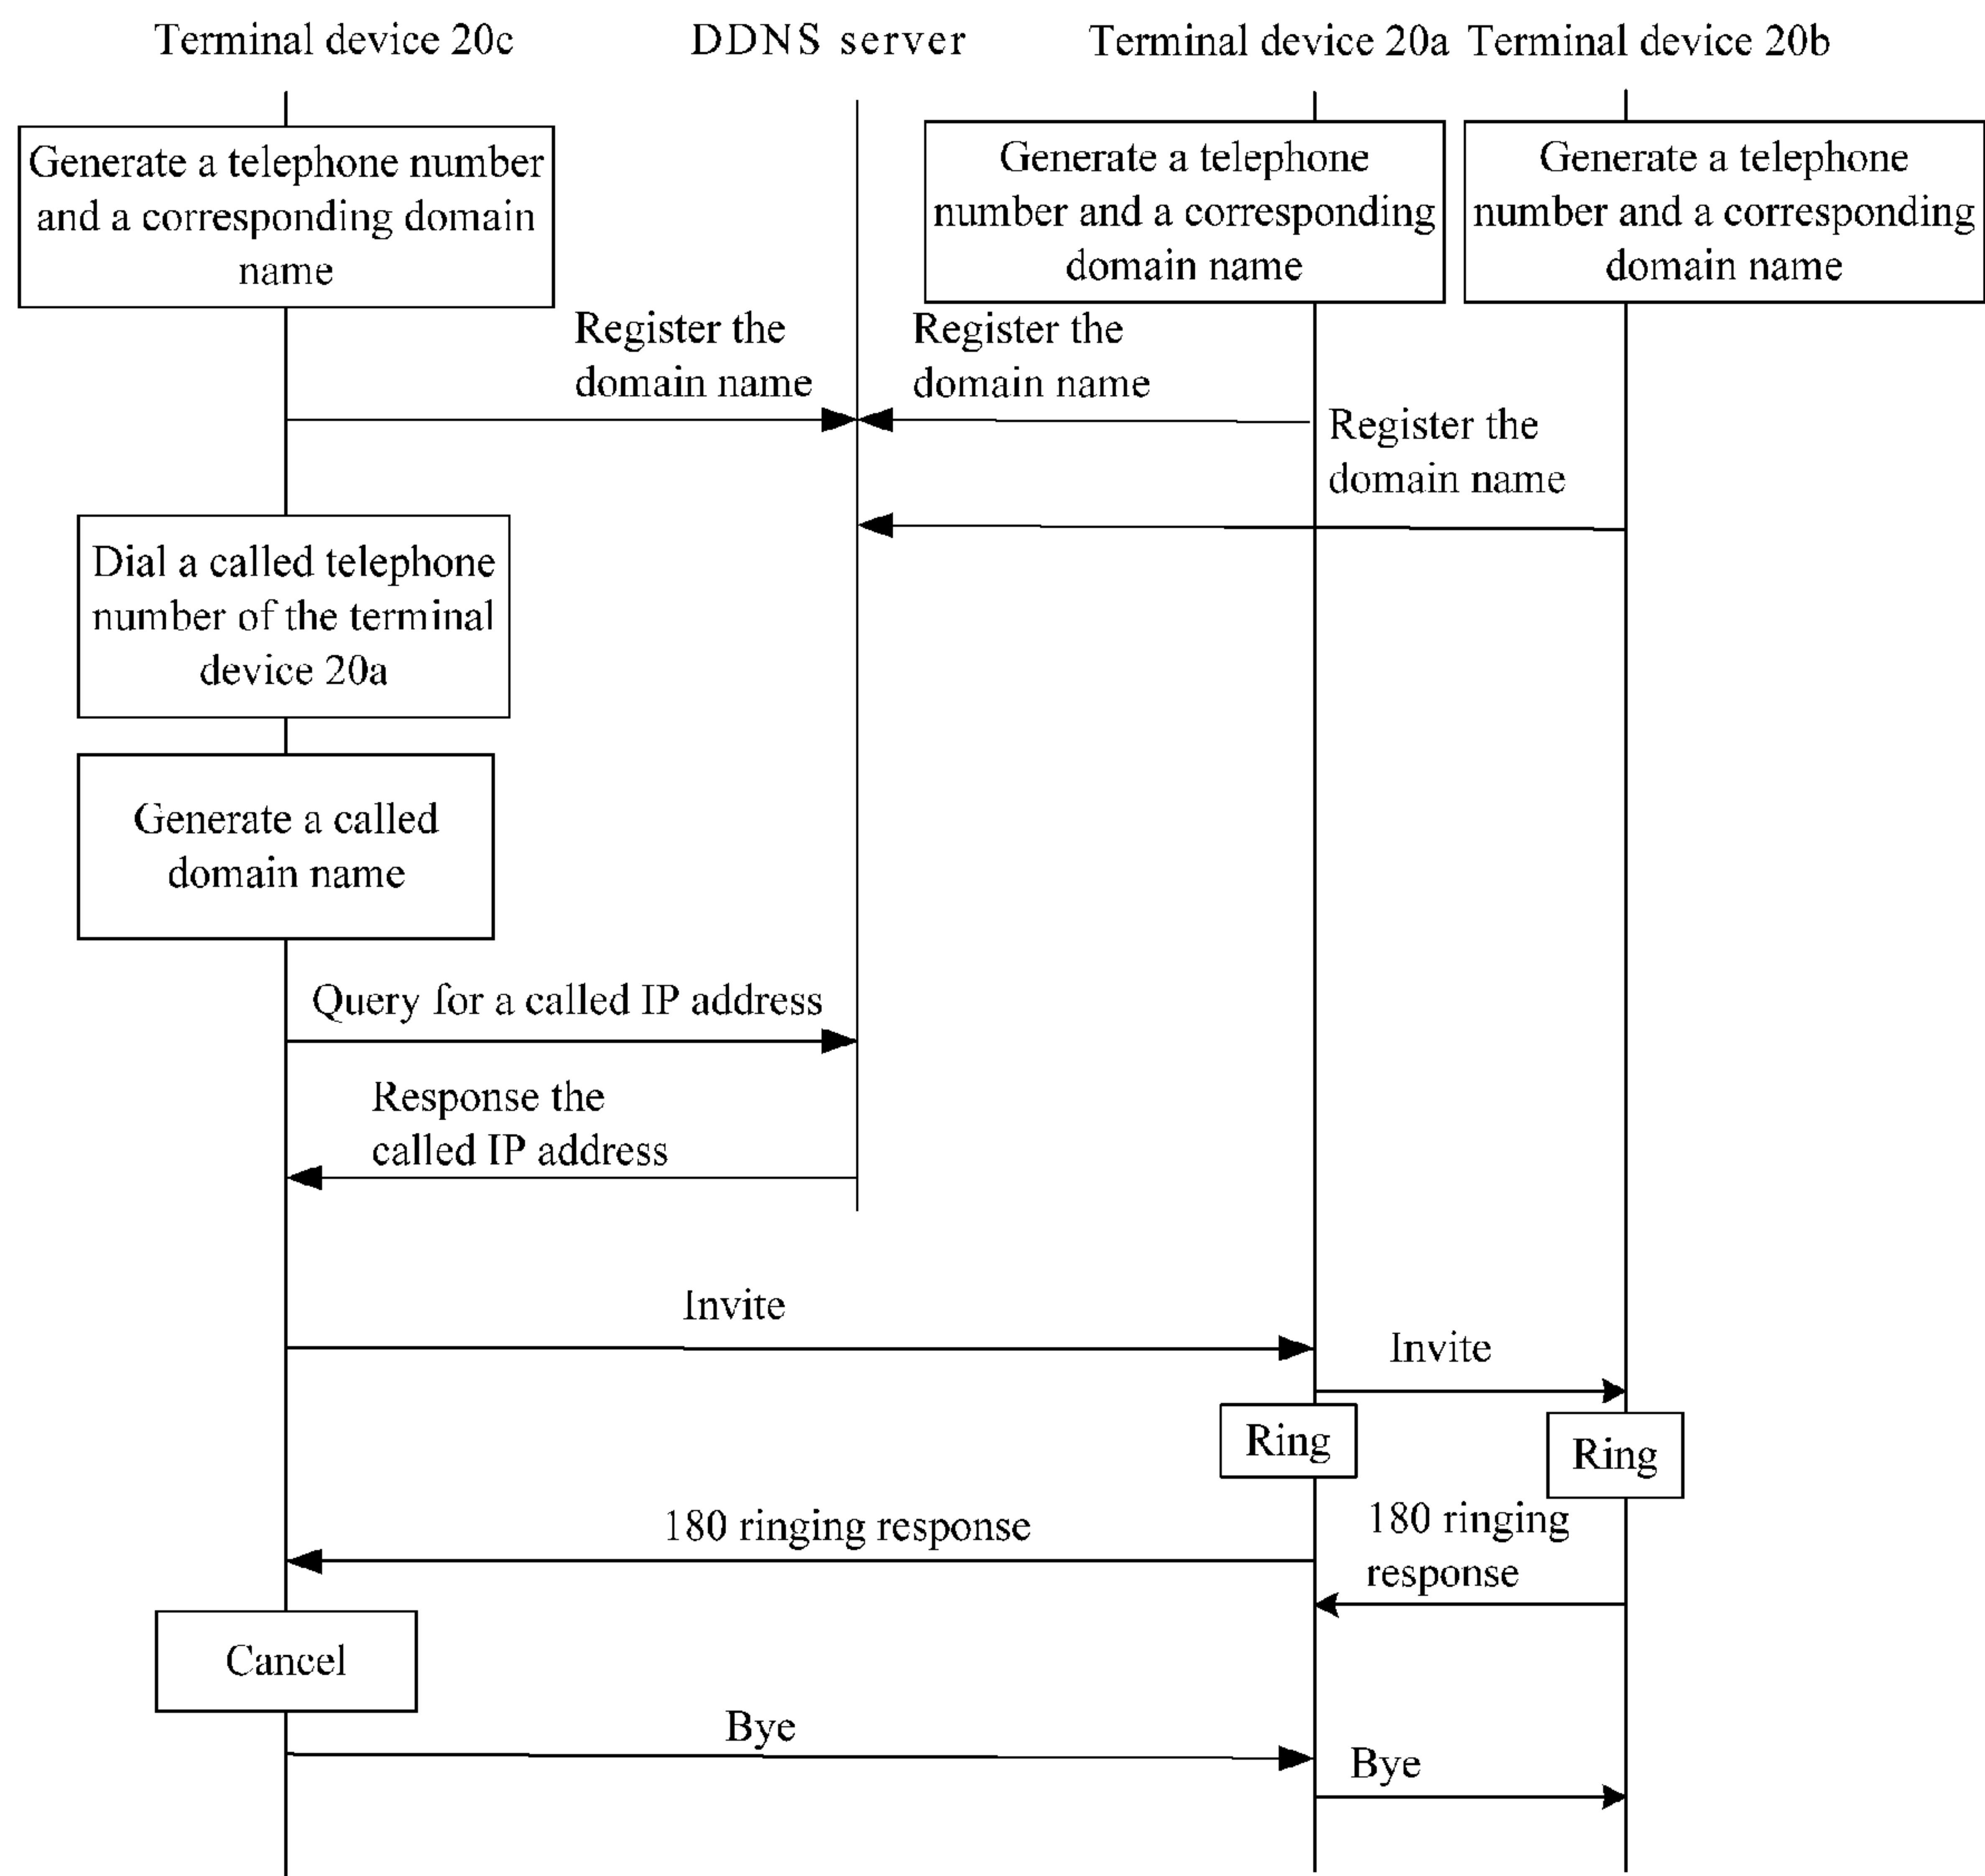 Terminal device 20c
DDNS server
Terminal device 20a
Terminal device 20b
Generate a telephone number
and a corresponding domain
name
Generate a telephone
number and a corresponding
domain name
Generate a telephone
number and a corresponding
domain name
Register the
domain name
Register the
domain name
Register the
domain name
Dial a called telephone
number of the terminal
device 20a
Generate a called
domain name
Query for a called IP address
Response the
called IP address
Invite
Invite
Ring
Ring
180 ringing response
180 ringing
response
Cancel
Bye
Bye